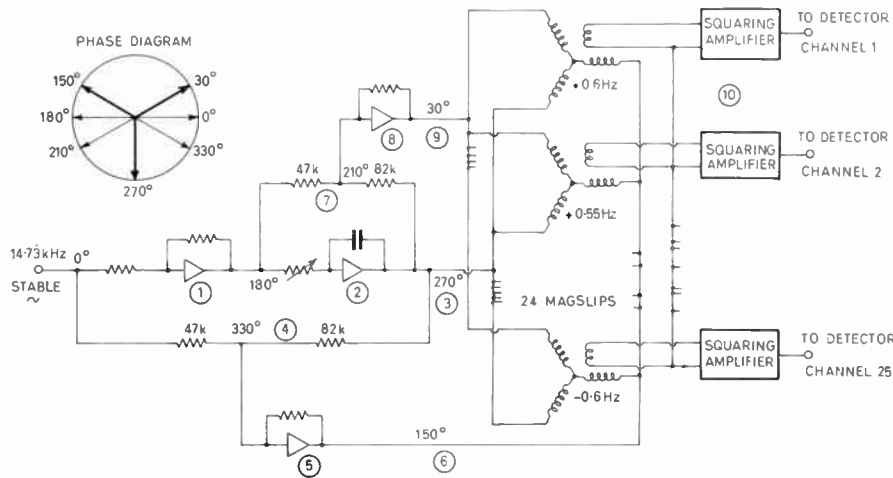 PHASE DIAGRAM
150°
30°
180°
0°
210°
330°
270°
14·73kHz
0°
STABLE
~
1
180°
2
270°
3
47k
330°
4
82k
5
150°
6
47k
210°
82k
7
8
30°
9
+0.6Hz
+0.55Hz
24 MAGSLIPS
-0.6Hz
SQUARING
AMPLIFIER
TO DETECTOR
CHANNEL 1
10
SQUARING
AMPLIFIER
TO DETECTOR
CHANNEL 2
SQUARING
AMPLIFIER
TO DETECTOR
CHANNEL 25